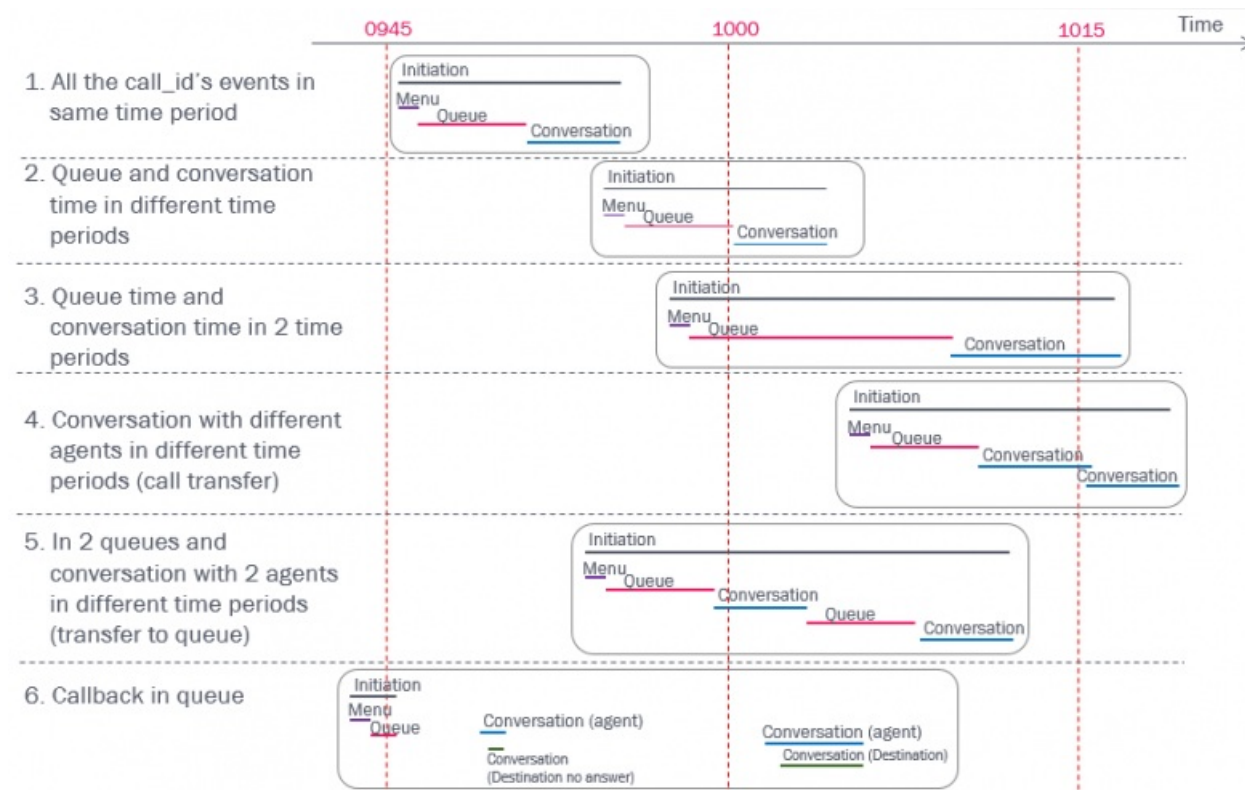 0945
1000
1015
Time
1. All the call_id's events in
same time period
Initiation
Menu
Queue
Conversation
2. Queue and conversation
time in different time
periods
Initiation
Menu
Queue
Conversation
3. Queue time and
conversation time in 2 time
periods
Initiation
Menu
Queue
Conversation
4. Conversation with different
agents in different time
periods (call transfer)
Initiation
Menu
Queue
Conversation
Conversation
5. In 2 queues and
conversation with 2 agents
in different time periods
(transfer to queue)
Initiation
Menu
Queue
Conversation
Queue
Conversation
6. Callback in queue
Initiation
Menu
Queue
Conversation (agent)
Conversation
(Destination no answer)
Conversation (agent)
Conversation (Destination)